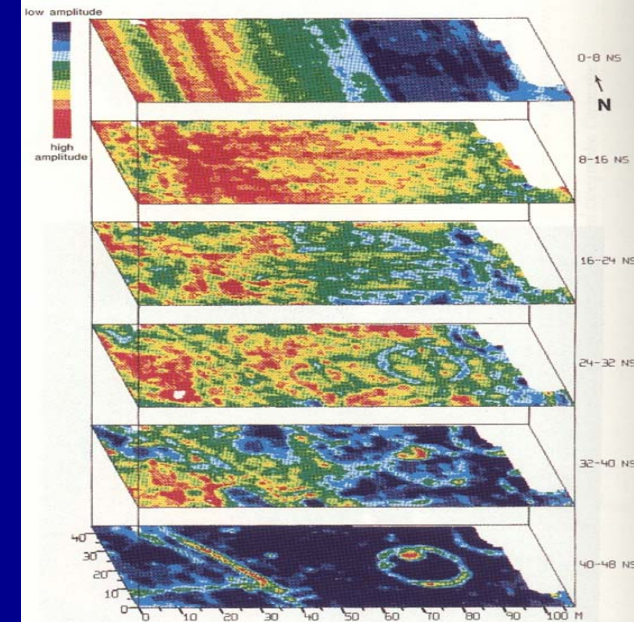 low amplitude
high
amplitude
0-8 NS
N
8-16 NS
16-24 NS
24-32 NS
32-40 NS
40-48 NS
40
30
20
10
0
0 10 20 30 40 50 60 70 80 90 100 M